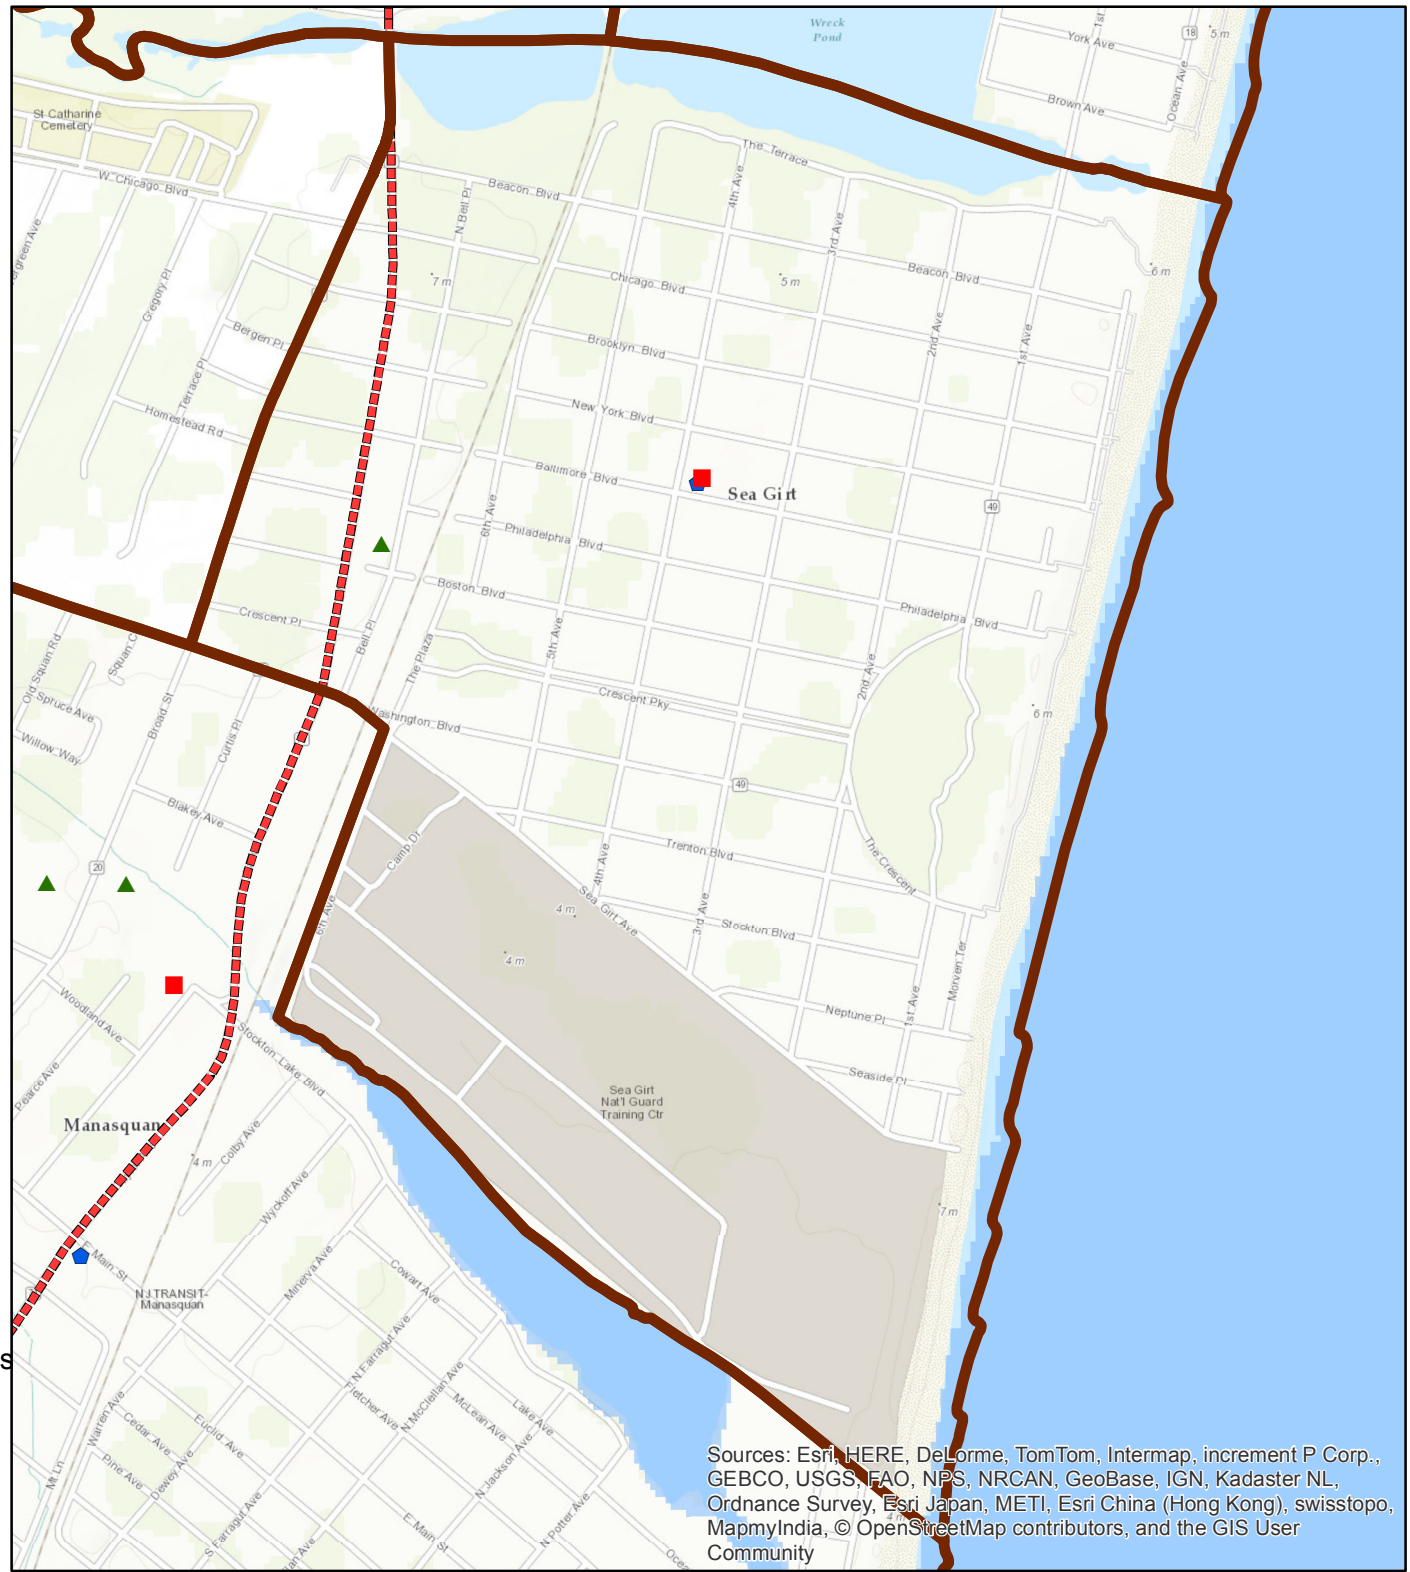 Wreck
Pond
1st
18
5 m
York Ave
Ocean Ave
Brown Ave
St Catharine
Cemetery
The Terrace
W Chicago Blvd
Beacon Blvd
N Bell Pl
4th Ave
3rd Ave
Beacon Blvd
6 m
7 m
Chicago Blvd
5 m
Gregory Pl
Bergen Pl
Brooklyn Blvd
2nd Ave
1st Ave
Terrace Pl
New York Blvd
Homestead Rd
Baltimore Blvd
Sea Girt
49
6th Ave
Philadelphia Blvd
Boston Blvd
Philadelphia Blvd
Crescent Pl
Bell Pl
5th Ave
The Plaza
2nd Ave
Old Squan Rd
Squan C
Spruce Ave
Crescent Pky
Broad St
Curtis Pl
Washington Blvd
6 m
Willow Way
49
Blakey Ave
Camp Dr
Trenton Blvd
The Crescent
4th Ave
20
Sea Girt Ave
4 m
3rd Ave
Stockton Blvd
6th Ave
4 m
Morven Ter
1st Ave
Woodland Ave
Neptune Pl
Stockton Lake Blvd
Pearce Ave
Seaside Pl
Sea Girt
Nat'l Guard
Training Ctr
Manasquan
Colby Ave
4 m
Wyckoff Ave
7 m
E Main St
Cowart Ave
Minerva Ave
N J TRANSIT-
Manasquan
N Farragut Ave
S
Fletcher Ave
N McClellan Ave
McLean Ave
Lake Ave
Warren Ave
Cedar Ave
Euclid Ave
Pine Ave
Dewey Ave
Mt Ln
N Jackson Ave
S Farragut Ave
E Main St
N Potter Ave
4 m
Sources: Esri, HERE, DeLorme, TomTom, Intermap, increment P Corp.,
GEBCO, USGS, FAO, NPS, NRCAN, GeoBase, IGN, Kadaster NL,
Ordnance Survey, Esri Japan, METI, Esri China (Hong Kong), swisstopo,
MapmyIndia, © OpenStreetMap contributors, and the GIS User
Community